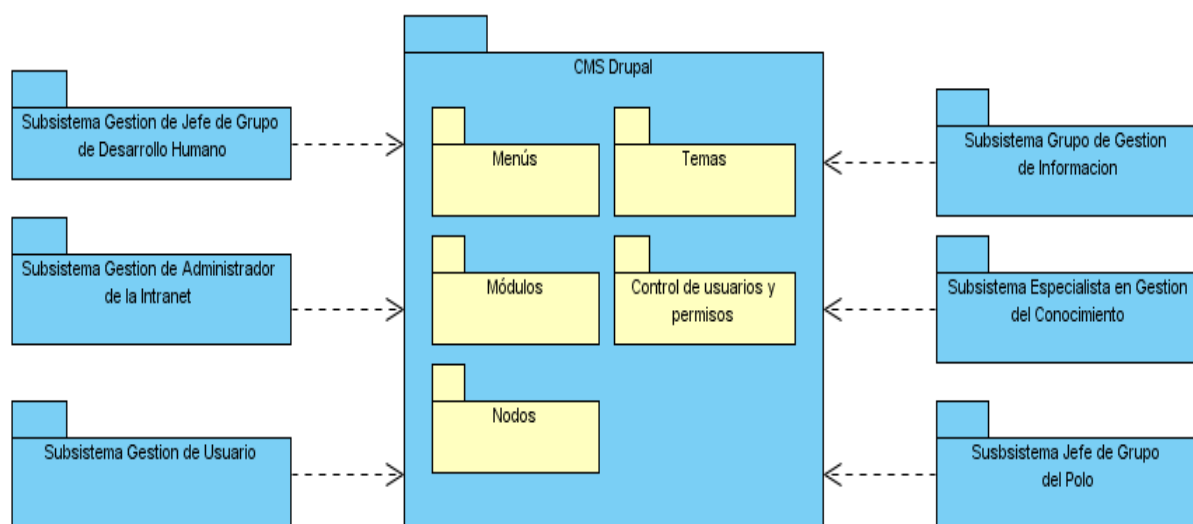 CMS Drupal
Subsistema Gestion de Jefe de Grupo
de Desarrollo Humano
Menús
Temas
Subsistema Grupo de Gestion
de Informacion
Subsistema Gestion de Administrador
de la Intranet
Módulos
Control de usuarios y
permisos
Subsistema Especialista en Gestion
del Conocimiento
Nodos
Subsistema Gestion de Usuario
Susbsistema Jefe de Grupo
del Polo